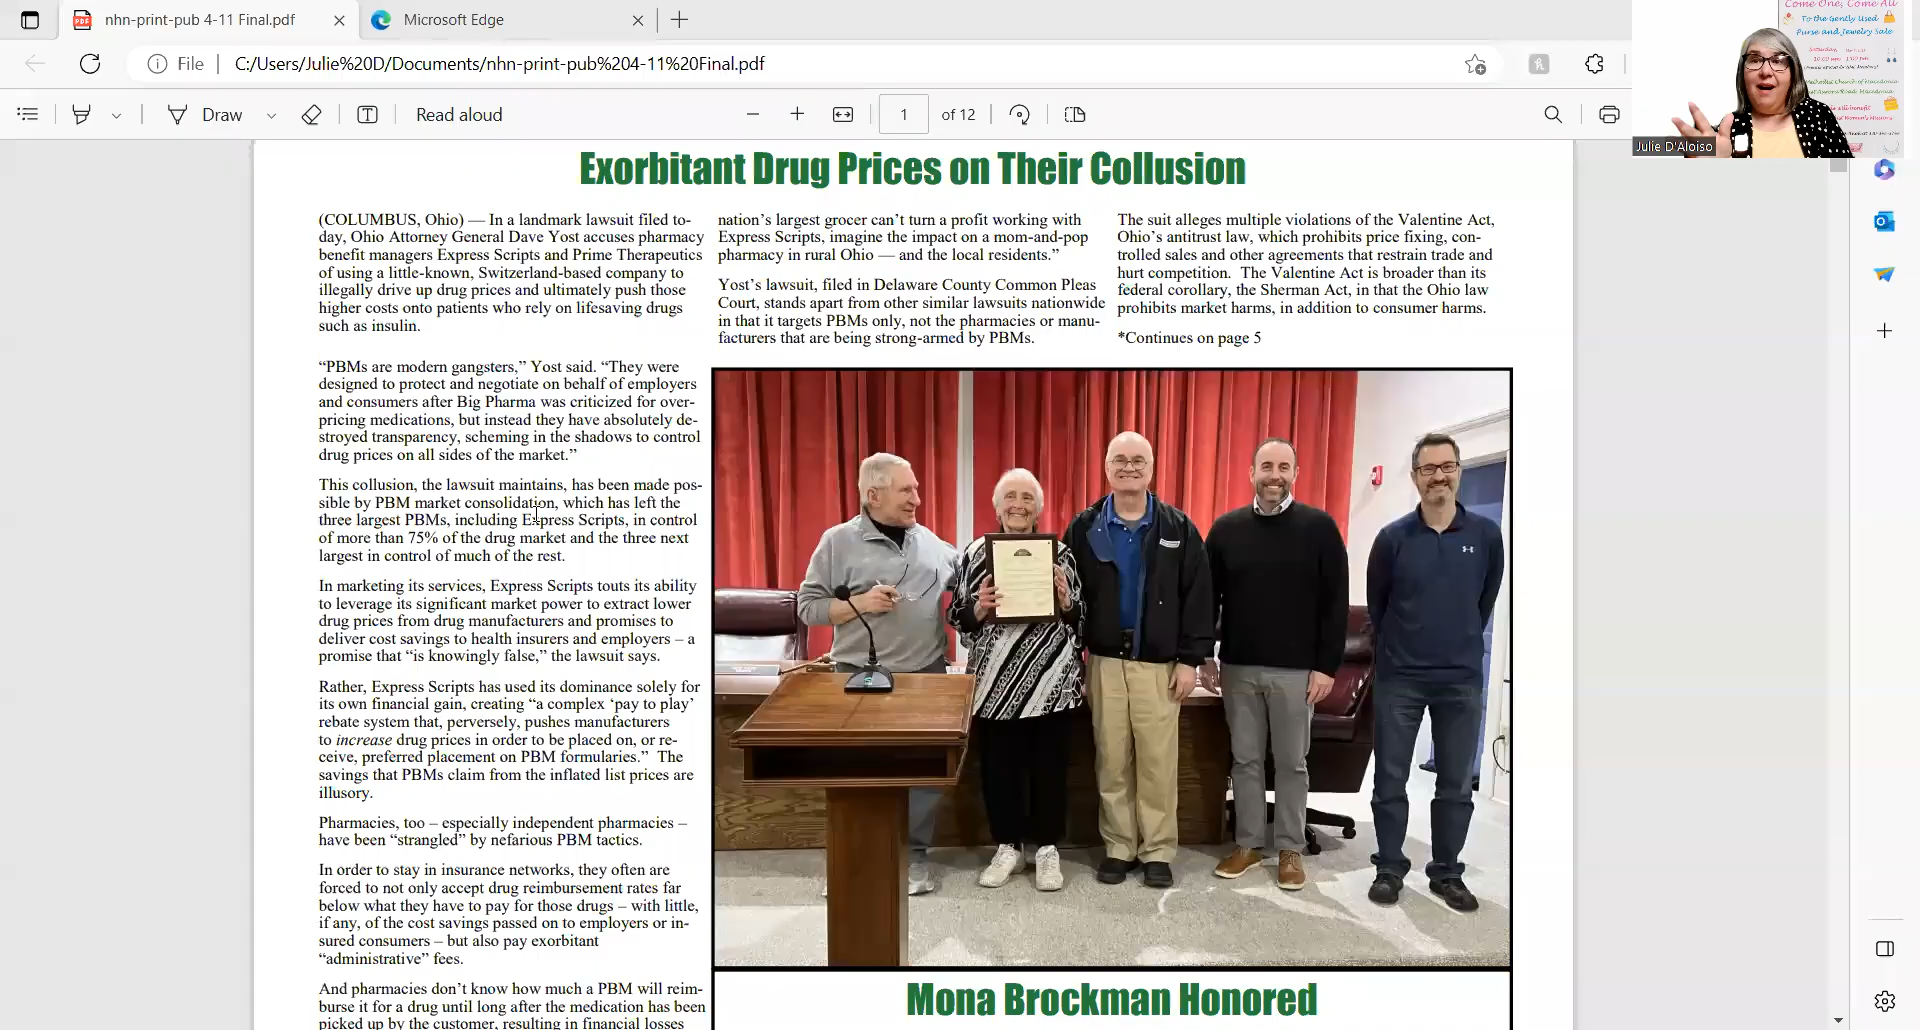 nhn-print-pub 4-11 Final.pdf
Microsoft Edge
File
C:/Users/Julie%20D/Documents/nhn-print-pub%204-11%20Final.pdf
Draw
Read aloud
1
of 12
Come One, Come All
To the Gently Used
Purse and Jewelry Sale
Julie D'Aloiso
Exorbitant Drug Prices on Their Collusion
(COLUMBUS, Ohio) — In a landmark lawsuit filed to-
day, Ohio Attorney General Dave Yost accuses pharmacy
benefit managers Express Scripts and Prime Therapeutics
of using a little-known, Switzerland-based company to
illegally drive up drug prices and ultimately push those
higher costs onto patients who rely on lifesaving drugs
such as insulin.
“PBMs are modern gangsters,” Yost said. “They were
designed to protect and negotiate on behalf of employers
and consumers after Big Pharma was criticized for over-
pricing medications, but instead they have absolutely de-
stroyed transparency, scheming in the shadows to control
drug prices on all sides of the market.”
This collusion, the lawsuit maintains, has been made pos-
sible by PBM market consolidation, which has left the
three largest PBMs, including Express Scripts, in control
of more than 75% of the drug market and the three next
largest in control of much of the rest.
In marketing its services, Express Scripts touts its ability
to leverage its significant market power to extract lower
drug prices from drug manufacturers and promises to
deliver cost savings to health insurers and employers – a
promise that “is knowingly false,” the lawsuit says.
Rather, Express Scripts has used its dominance solely for
its own financial gain, creating “a complex ‘pay to play’
rebate system that, perversely, pushes manufacturers
to increase drug prices in order to be placed on, or re-
ceive, preferred placement on PBM formularies.”  The
savings that PBMs claim from the inflated list prices are
illusory.
Pharmacies, too – especially independent pharmacies –
have been “strangled” by nefarious PBM tactics.
In order to stay in insurance networks, they often are
forced to not only accept drug reimbursement rates far
below what they have to pay for those drugs – with little,
if any, of the cost savings passed on to employers or in-
sured consumers – but also pay exorbitant
“administrative” fees.
And pharmacies don’t know how much a PBM will reim-
burse it for a drug until long after the medication has been
picked up by the customer, resulting in financial losses
nation’s largest grocer can’t turn a profit working with
Express Scripts, imagine the impact on a mom-and-pop
pharmacy in rural Ohio — and the local residents.”
Yost’s lawsuit, filed in Delaware County Common Pleas
Court, stands apart from other similar lawsuits nationwide
in that it targets PBMs only, not the pharmacies or manu-
facturers that are being strong-armed by PBMs.
The suit alleges multiple violations of the Valentine Act,
Ohio’s antitrust law, which prohibits price fixing, con-
trolled sales and other agreements that restrain trade and
hurt competition.  The Valentine Act is broader than its
federal corollary, the Sherman Act, in that the Ohio law
prohibits market harms, in addition to consumer harms.
*Continues on page 5
Mona Brockman Honored